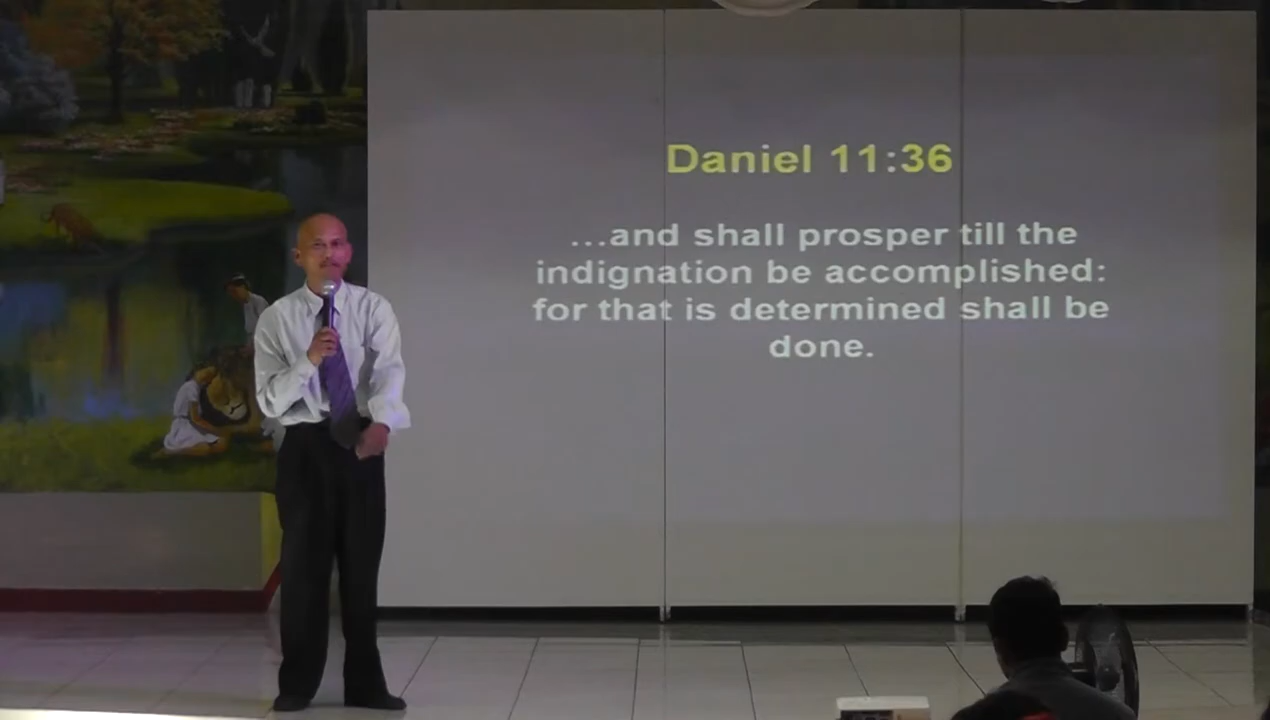 Daniel 11:36
...and shall prosper till the
indignation be accomplished:
for that is determined shall be
done.